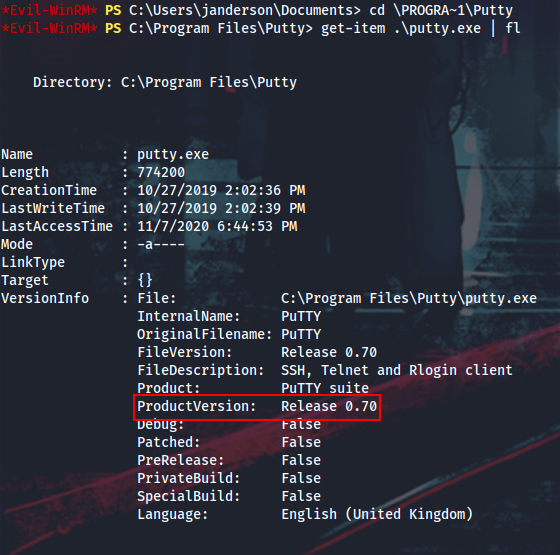 *Evil-WinRM* PS C:\Users\janderson\Documents> cd \PROGRA~1\Putty
*Evil-WinRM* PS C:\Program Files\Putty> get-item .\putty.exe | fl
Directory: C:\Program Files\Putty
Name : putty.exe
Length : 774200
CreationTime : 10/27/2019 2:02:36 PM
LastWriteTime : 10/27/2019 2:02:39 PM
LastAccessTime : 11/7/2020 6:44:53 PM
Mode : -a----
LinkType :
Target : {}
VersionInfo : File: C:\Program Files\Putty\putty.exe
InternalName: PuTTY
OriginalFilename: PuTTY
FileVersion: Release 0.70
FileDescription: SSH, Telnet and Rlogin client
Product: PuTTY suite
ProductVersion: Release 0.70
Debug: False
Patched: False
PreRelease: False
PrivateBuild: False
SpecialBuild: False
Language: English (United Kingdom)